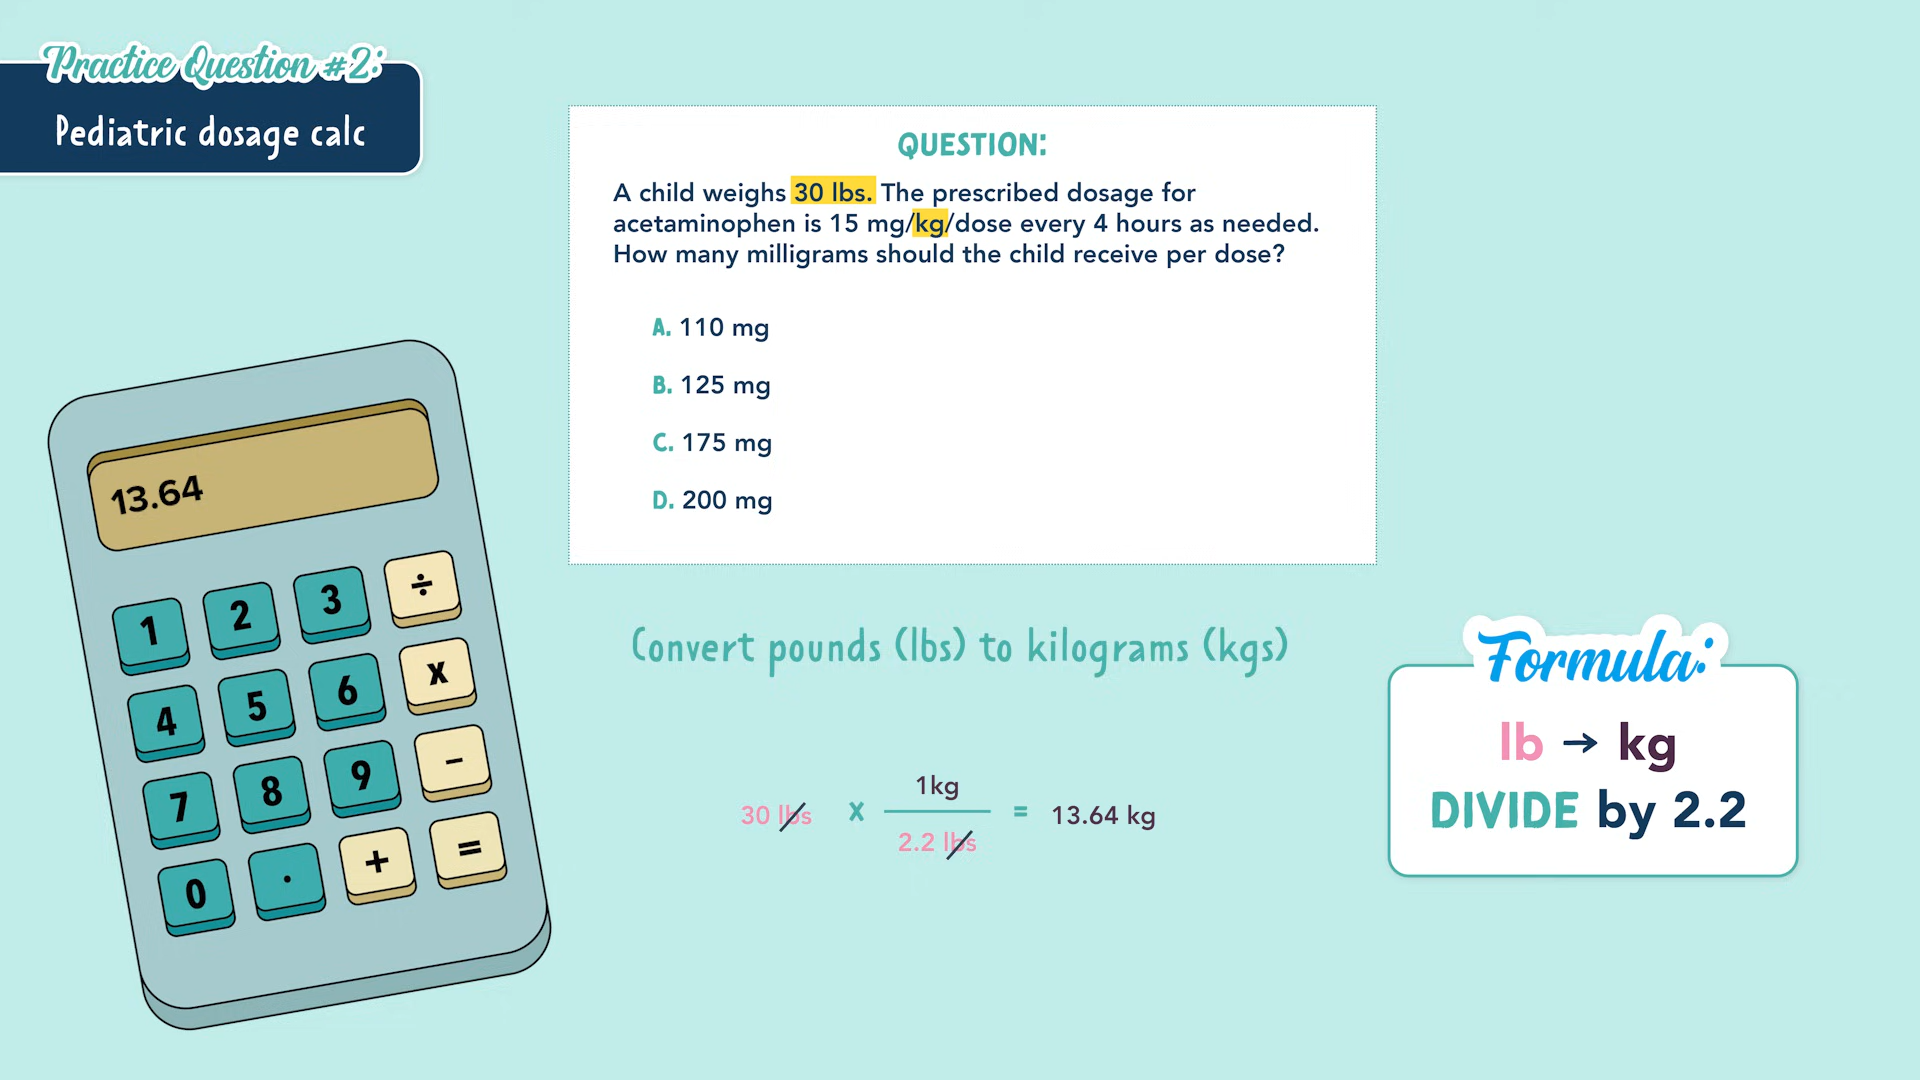 Practice Question #2:
Pediatric dosage calc
QUESTION:
A child weighs 30 lbs. The prescribed dosage for
acetaminophen is 15 mg/kg/dose every 4 hours as needed.
How many milligrams should the child receive per dose?
A. 110 mg
B. 125 mg
C. 175 mg
D. 200 mg
13.64
1 2 3 ÷
4 5 6 x
7 8 9 -
0 . + =
Convert pounds (lbs) to kilograms (kgs)
1kg
30 lbs x = 13.64 kg
2.2 lbs
Formula:
lb → kg
DIVIDE by 2.2